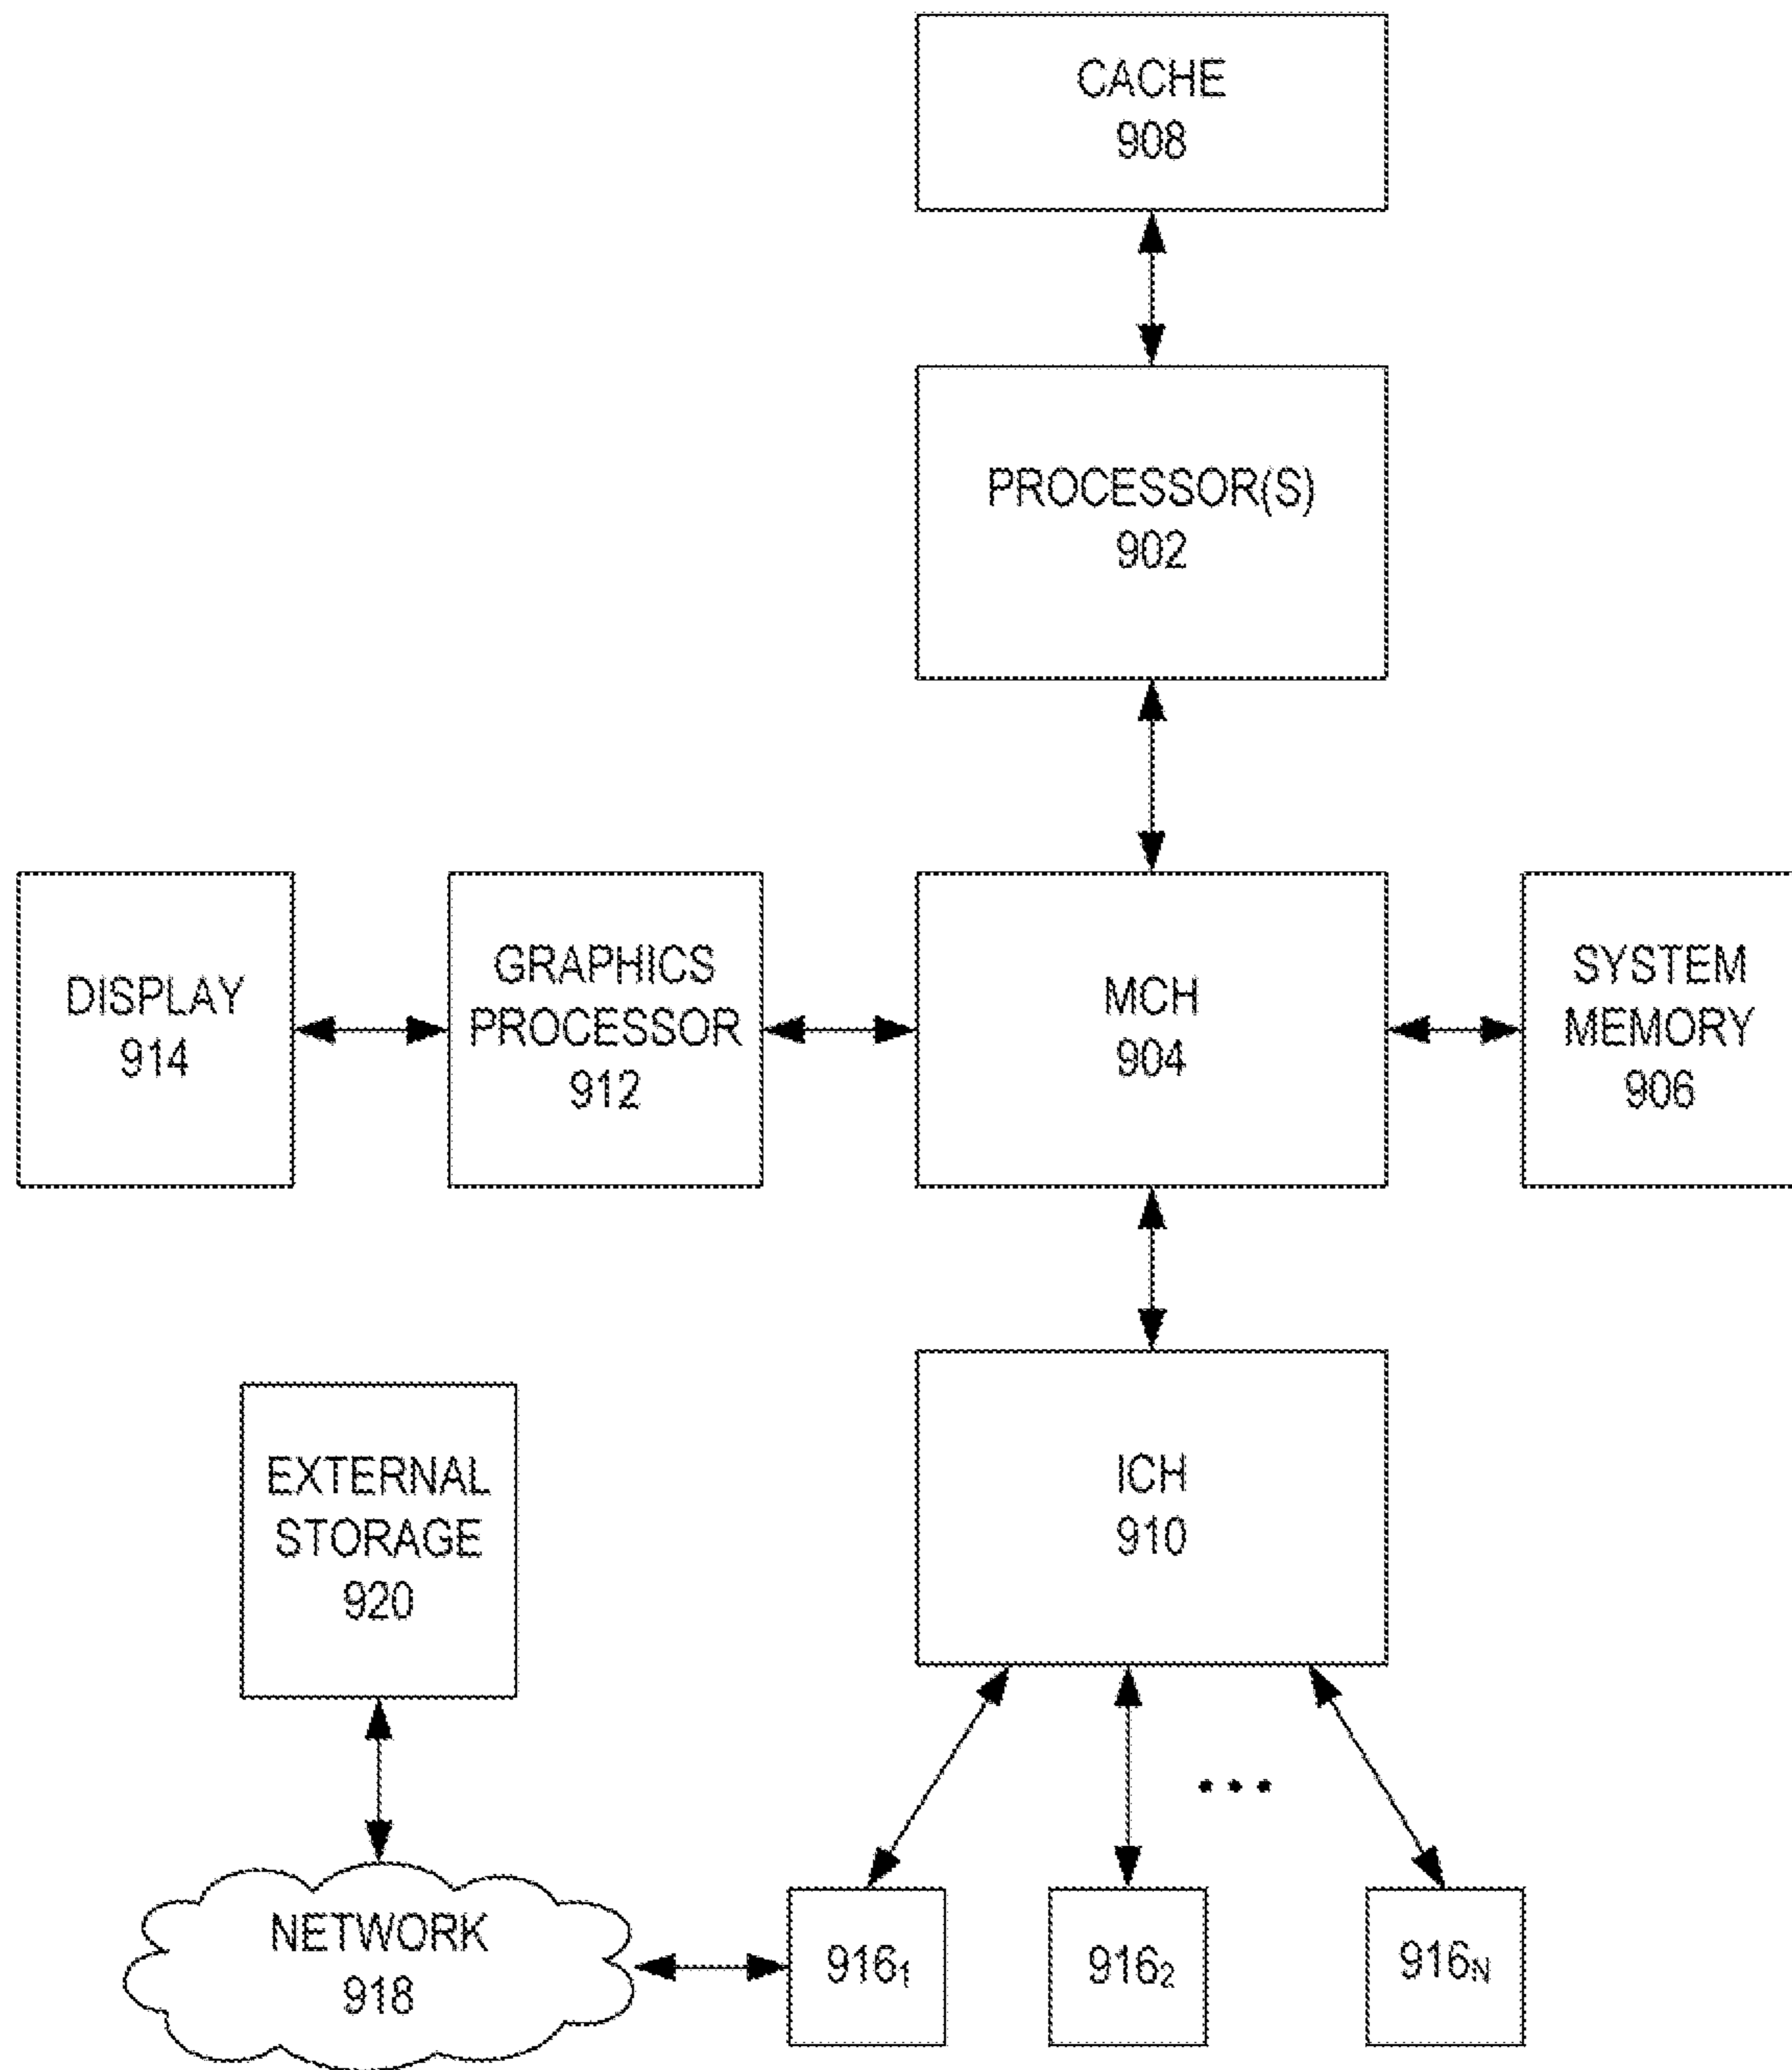 CACHE
908
PROCESSOR(S)
902
DISPLAY
914
GRAPHICS
PROCESSOR
912
MCH
904
SYSTEM
MEMORY
906
EXTERNAL
STORAGE
920
ICH
910
...
NETWORK
918
916₁
916₂
916N